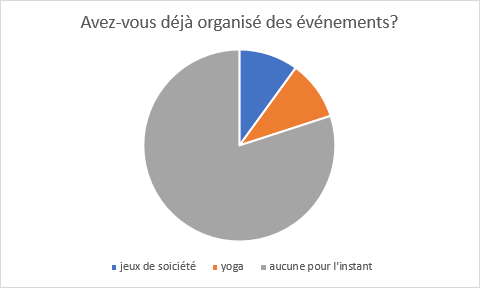 Avez-vous déjà organisé des événements?
jeux de soiciété yoga aucune pour l'instant